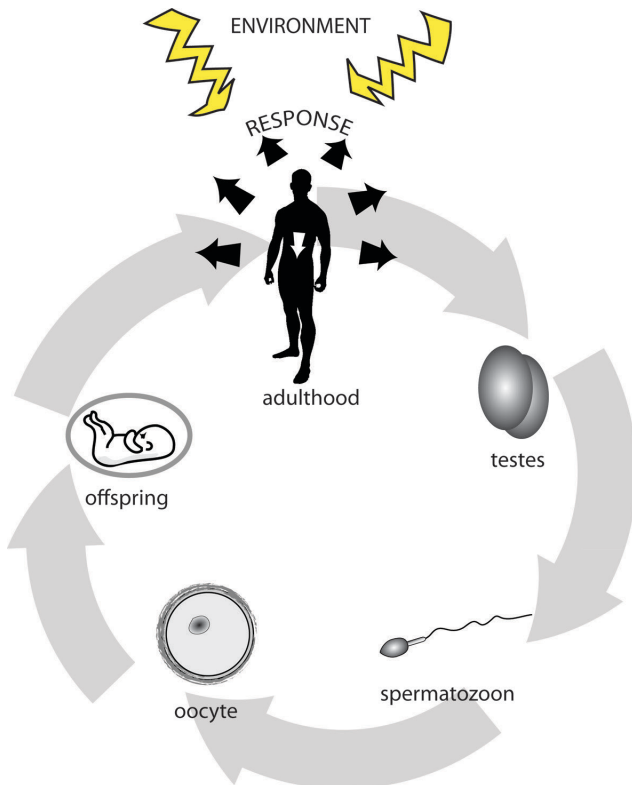 ENVIRONMENT
RESPONSE
adulthood
testes
offspring
spermatozoon
oocyte